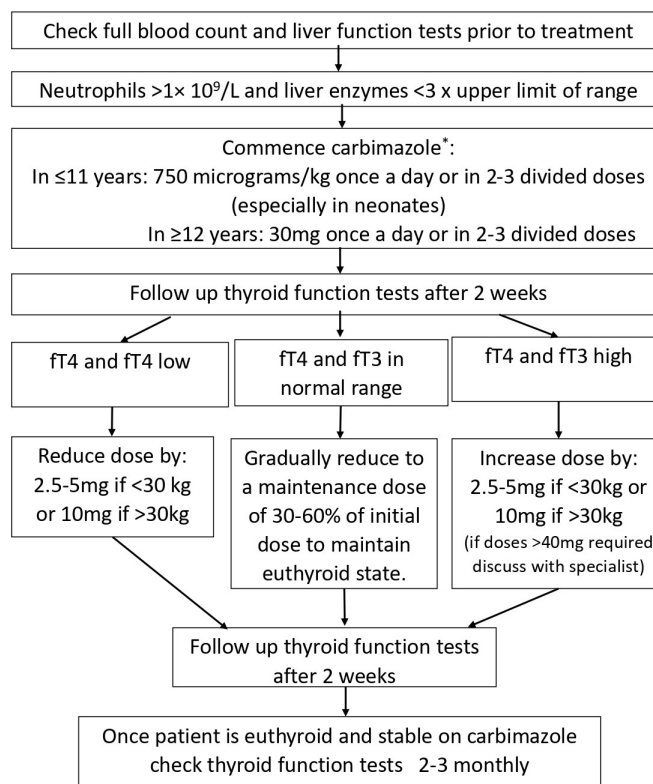 Check full blood count and liver function tests prior to treatment
Neutrophils >1× 10⁹/L and liver enzymes <3 x upper limit of range
Commence carbimazole*:
In ≤11 years: 750 micrograms/kg once a day or in 2-3 divided doses
(especially in neonates)
In ≥12 years: 30mg once a day or in 2-3 divided doses
Follow up thyroid function tests after 2 weeks
fT4 and fT4 low
fT4 and fT3 in
normal range
fT4 and fT3 high
Reduce dose by:
2.5-5mg if <30 kg
or 10mg if >30kg
Gradually reduce to
a maintenance dose
of 30-60% of initial
dose to maintain
euthyroid state.
Increase dose by:
2.5-5mg if <30kg or
10mg if >30kg
(if doses >40mg required
discuss with specialist)
Follow up thyroid function tests
after 2 weeks
Once patient is euthyroid and stable on carbimazole
check thyroid function tests 2-3 monthly